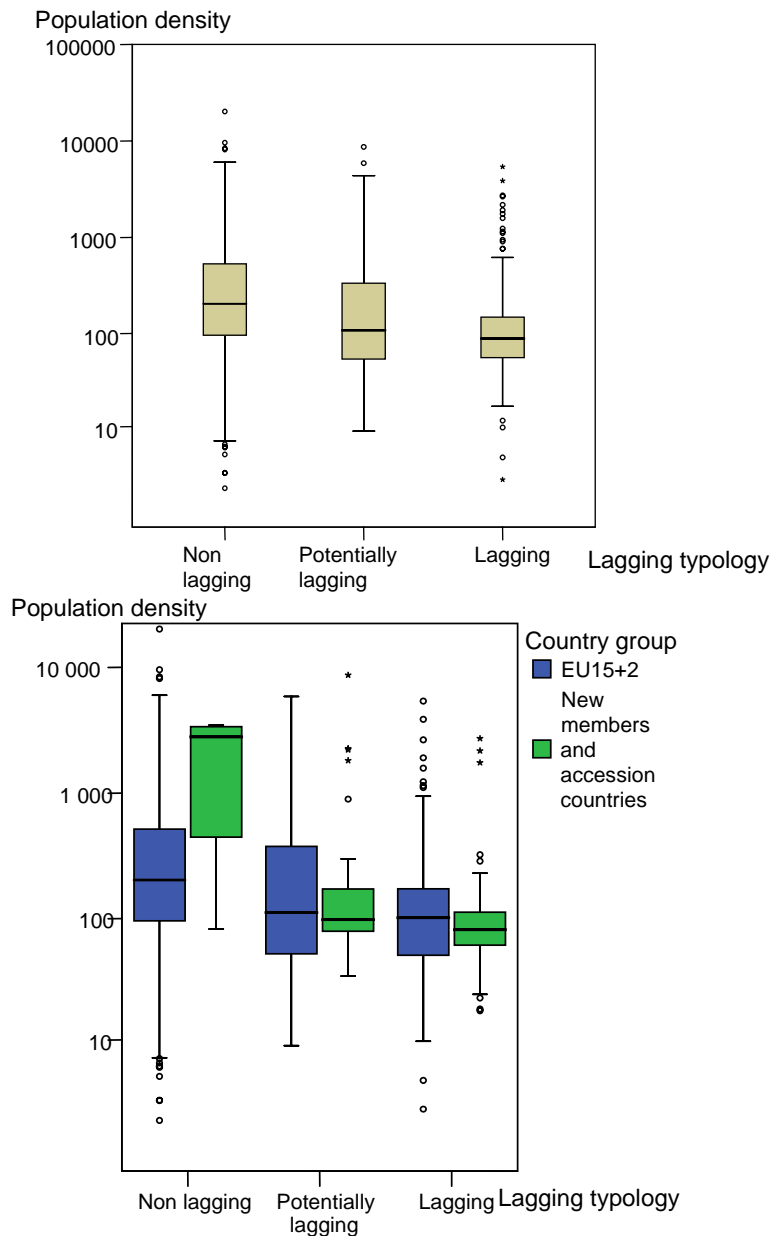 Population density
100000
10000
1000
100
10
Non
lagging
Potentially
lagging
Lagging
Lagging typology
Population density
10 000
1 000
100
10
Country group
EU15+2
New
members
and
accession
countries
Non lagging
Potentially
lagging
Lagging
Lagging typology